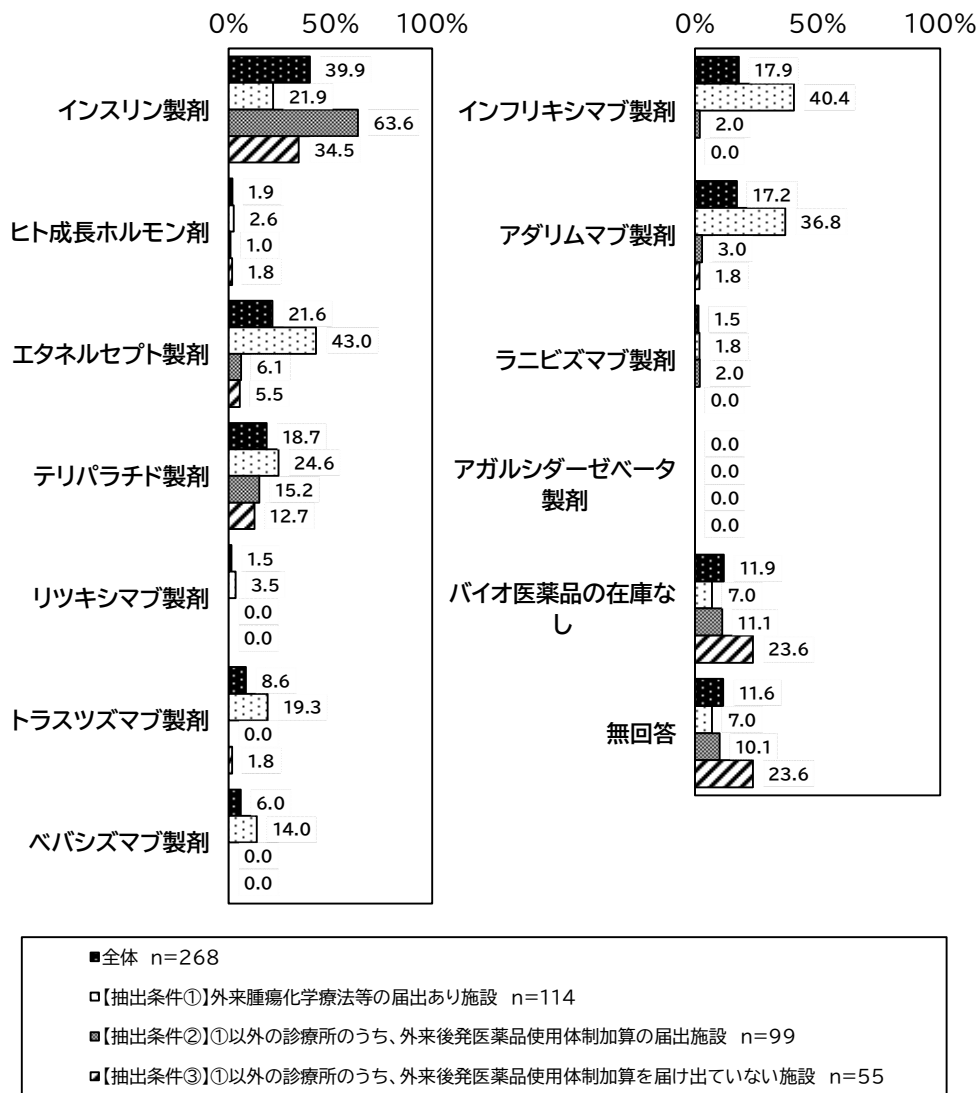 0% 50% 100%
インスリン製剤
39.9
21.9
63.6
34.5
ヒト成長ホルモン剤
1.9
2.6
1.0
1.8
エタネルセプト製剤
21.6
43.0
6.1
5.5
テリパラチド製剤
18.7
24.6
15.2
12.7
リツキシマブ製剤
1.5
3.5
0.0
0.0
トラスツズマブ製剤
8.6
19.3
0.0
1.8
ベバシズマブ製剤
6.0
14.0
0.0
0.0
0% 50% 100%
インフリキシマブ製剤
17.9
40.4
2.0
0.0
アダリムマブ製剤
17.2
36.8
3.0
1.8
ラニビズマブ製剤
1.5
1.8
2.0
0.0
アガルシダーゼベータ
製剤
0.0
0.0
0.0
0.0
バイオ医薬品の在庫な
し
11.9
7.0
11.1
23.6
無回答
11.6
7.0
10.1
23.6
全体 n=268
【抽出条件①】外来腫瘍化学療法等の届出あり施設 n=114
【抽出条件②】①以外の診療所のうち、外来後発医薬品使用体制加算の届出施設 n=99
【抽出条件③】①以外の診療所のうち、外来後発医薬品使用体制加算を届け出ていない施設 n=55